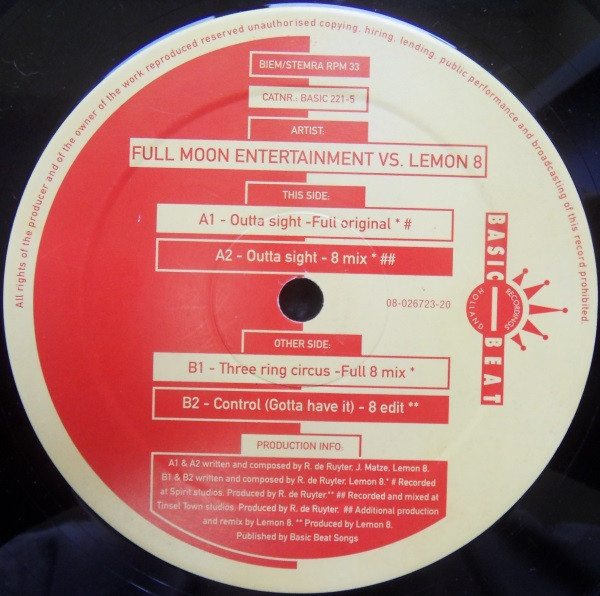 All rights of the producer and of the owner of the work reproduced reserved unauthorised copying, hiring, lending, public performance and broadcasting of this record prohibited.
BIEM/STEMRA RPM 33
CATNR.: BASIC 221-5
ARTIST:
FULL MOON ENTERTAINMENT VS. LEMON 8
THIS SIDE:
A1 - Outta sight -Full original * #
A2 - Outta sight - 8 mix * ##
08-026723-20
BASIC BEAT
RECORDINGS
HOLLAND
OTHER SIDE:
B1 - Three ring circus -Full 8 mix *
B2 - Control (Gotta have it) - 8 edit **
PRODUCTION INFO:
A1 & A2 written and composed by R. de Ruyter, J. Matze, Lemon 8.
B1 & B2 written and composed by R. de Ruyter, Lemon 8.* # Recorded
at Spirit studios. Produced by R. de Ruyter.** ## Recorded and mixed at
Tinsel Town studios. Produced by R. de Ruyter. ## Additional production
and remix by Lemon 8. ** Produced by Lemon 8.
Published by Basic Beat Songs